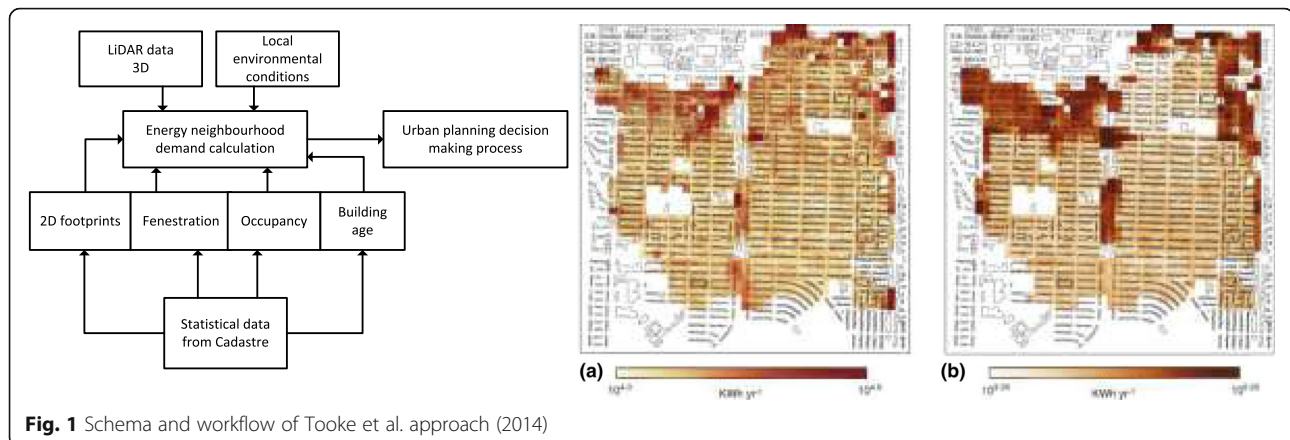 LiDAR data
3D
Local
environmental
conditions
Energy neighbourhood
demand calculation
Urban planning decision
making process
2D footprints
Fenestration
Occupancy
Building
age
Statistical data
from Cadastre
(a)
KWh yr⁻¹
(b)
KWh yr⁻¹
Fig. 1 Schema and workflow of Tooke et al. approach (2014)